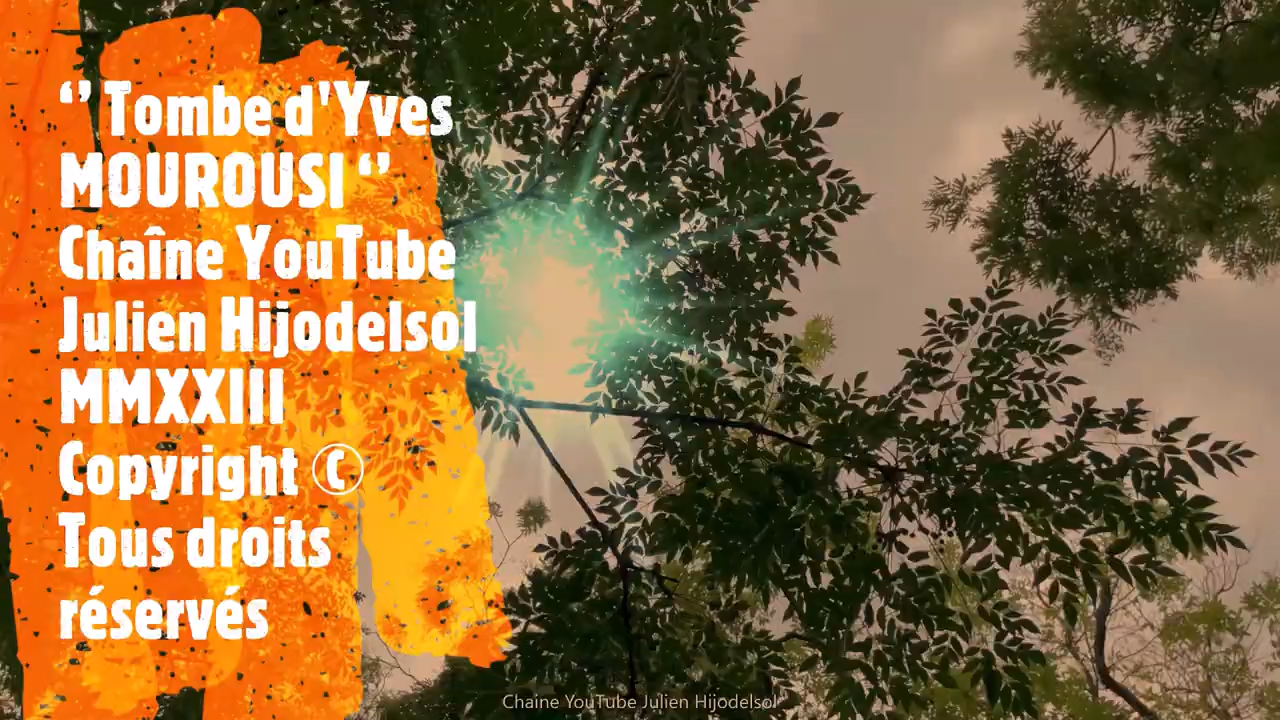 ‘’ Tombe d'Yves
MOUROUSI ‘’
Chaîne YouTube
Julien Hijodelsol
MMXXIII
Copyright ©
Tous droits
réservés
Chaine YouTube Julien Hijodelsol